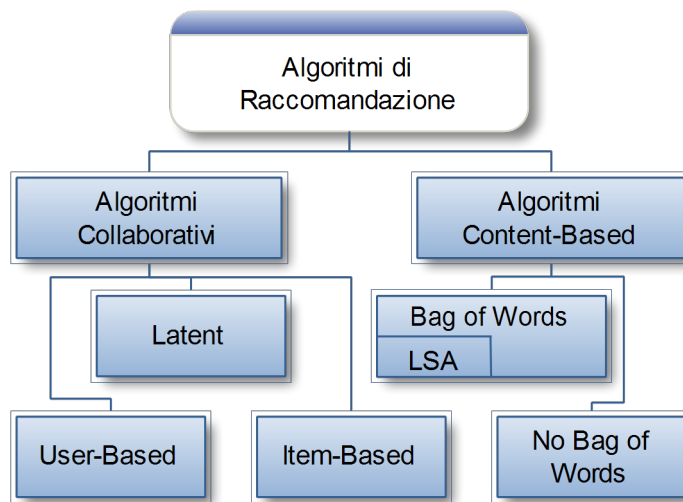 Algoritmi di
Raccomandazione
Algoritmi
Collaborativi
Algoritmi
Content-Based
Latent
Bag of Words
LSA
User-Based
Item-Based
No Bag of
Words